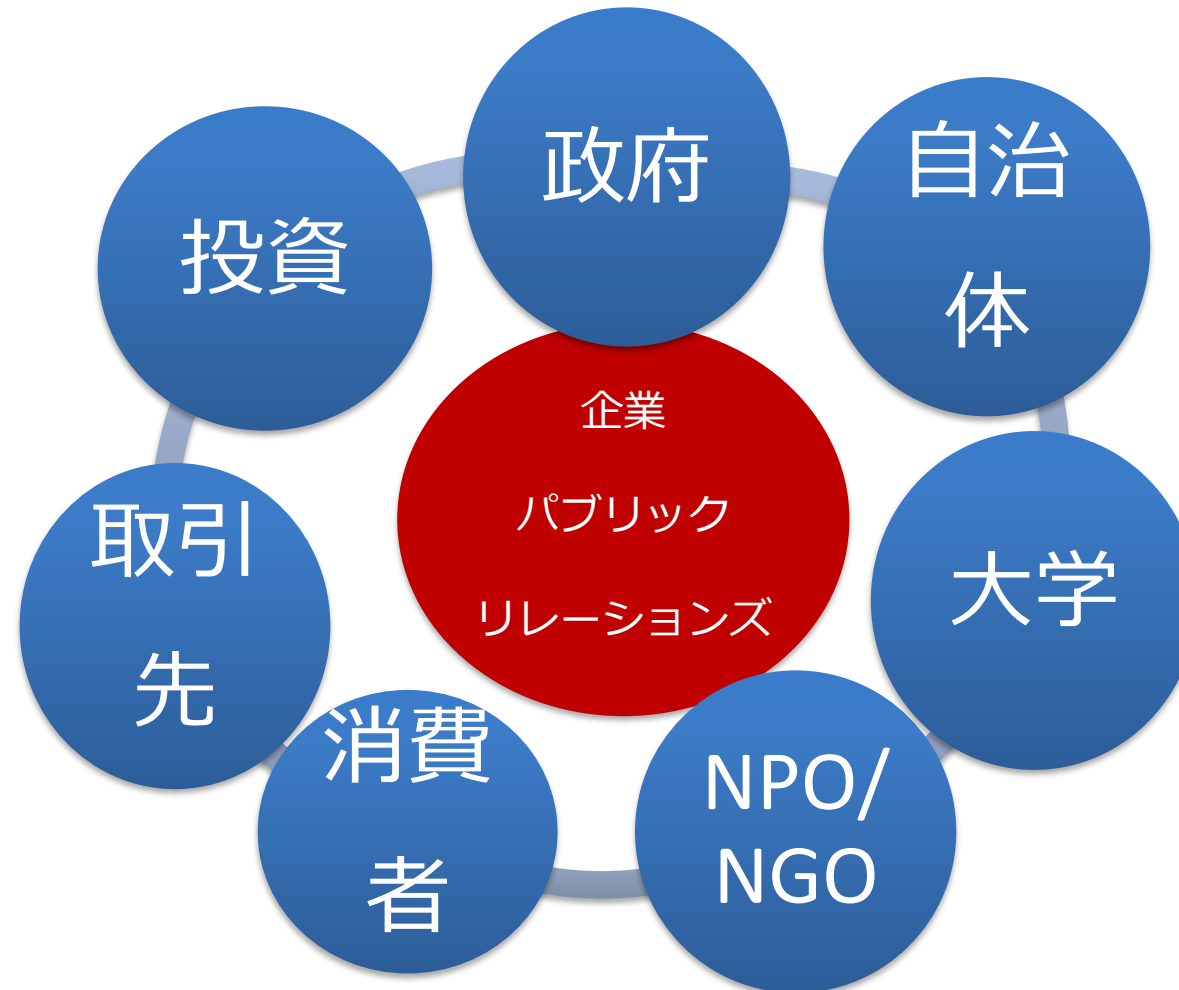 政府
自治
体
投資
企業
パブリック
リレーションズ
取引
先
大学
消費
者
NPO/
NGO